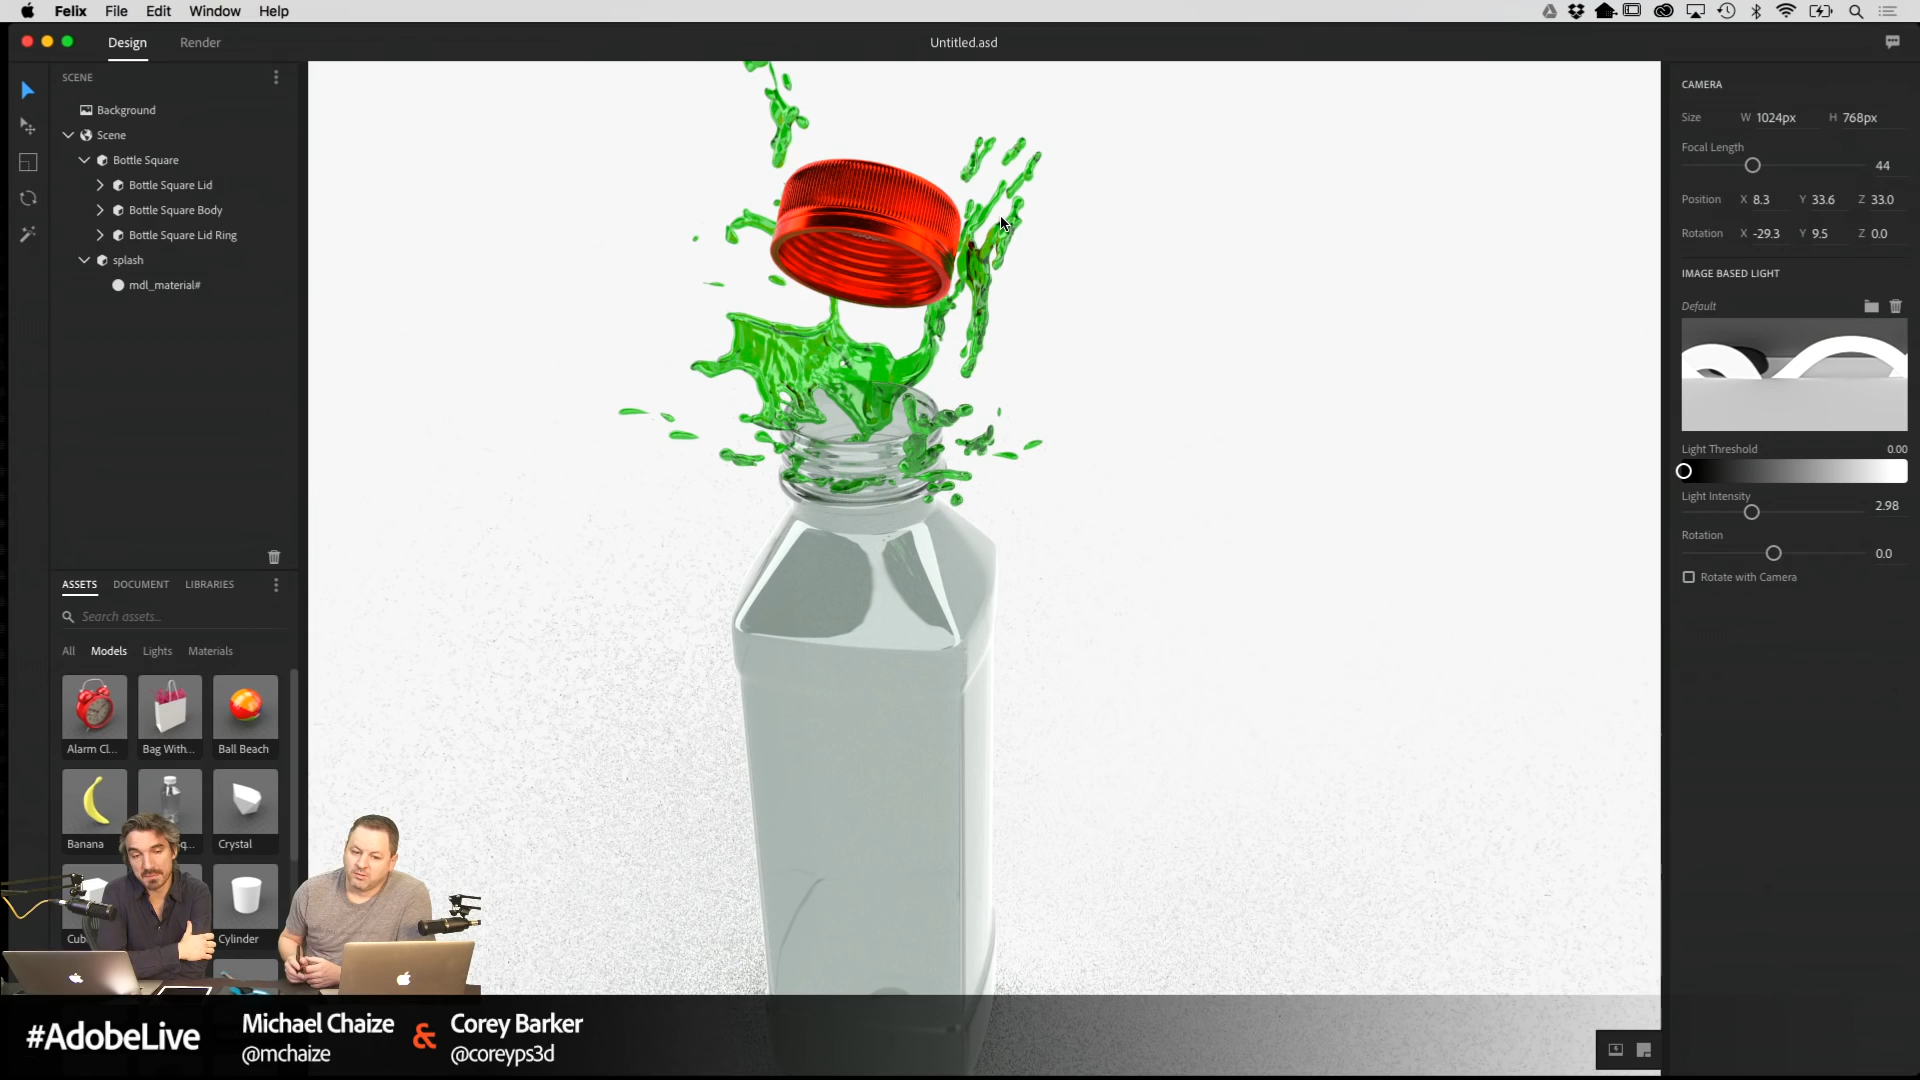 Felix File Edit Window Help
Design Render Untitled.asd
SCENE
Background
Scene
Bottle Square
Bottle Square Lid
Bottle Square Body
Bottle Square Lid Ring
splash
mdl_material#
ASSETS DOCUMENT LIBRARIES
Search assets...
All Models Lights Materials
Alarm Cl... Bag With... Ball Beach
Banana Crystal
Cylinder
CAMERA
Size W 1024px H 768px
Focal Length
44
Position X 8.3 Y 33.6 Z 33.0
Rotation X -29.3 Y 9.5 Z 0.0
IMAGE BASED LIGHT
Default
Light Threshold 0.00
Light Intensity
2.98
Rotation
0.0
Rotate with Camera
#AdobeLive
Michael Chaize & Corey Barker
@mchaize @coreyps3d